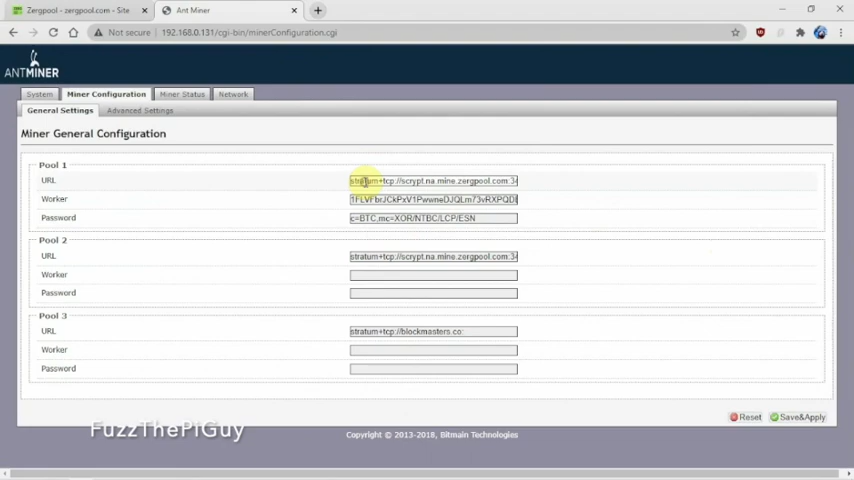 Zergpool - zergpool.com - Site
Ant Miner
Not secure 192.168.0.131/cgi-bin/minerConfiguration.cgi
ANTMINER
System Miner Configuration Miner Status Network
General Settings Advanced Settings
Miner General Configuration
Pool 1
URL stratum+tcp://scrypt.na.mine.zergpool.com:34
Worker
Password c=BTC,mc=XOR/NTBC/LCP/ESN
Pool 2
URL stratum+tcp://scrypt.na.mine.zergpool.com:34
Worker
Password
Pool 3
URL stratum+tcp://blockmasters.co:
Worker
Password
Reset Save&Apply
FuzzThePiGuy
Copyright © 2013-2018, Bitmain Technologies